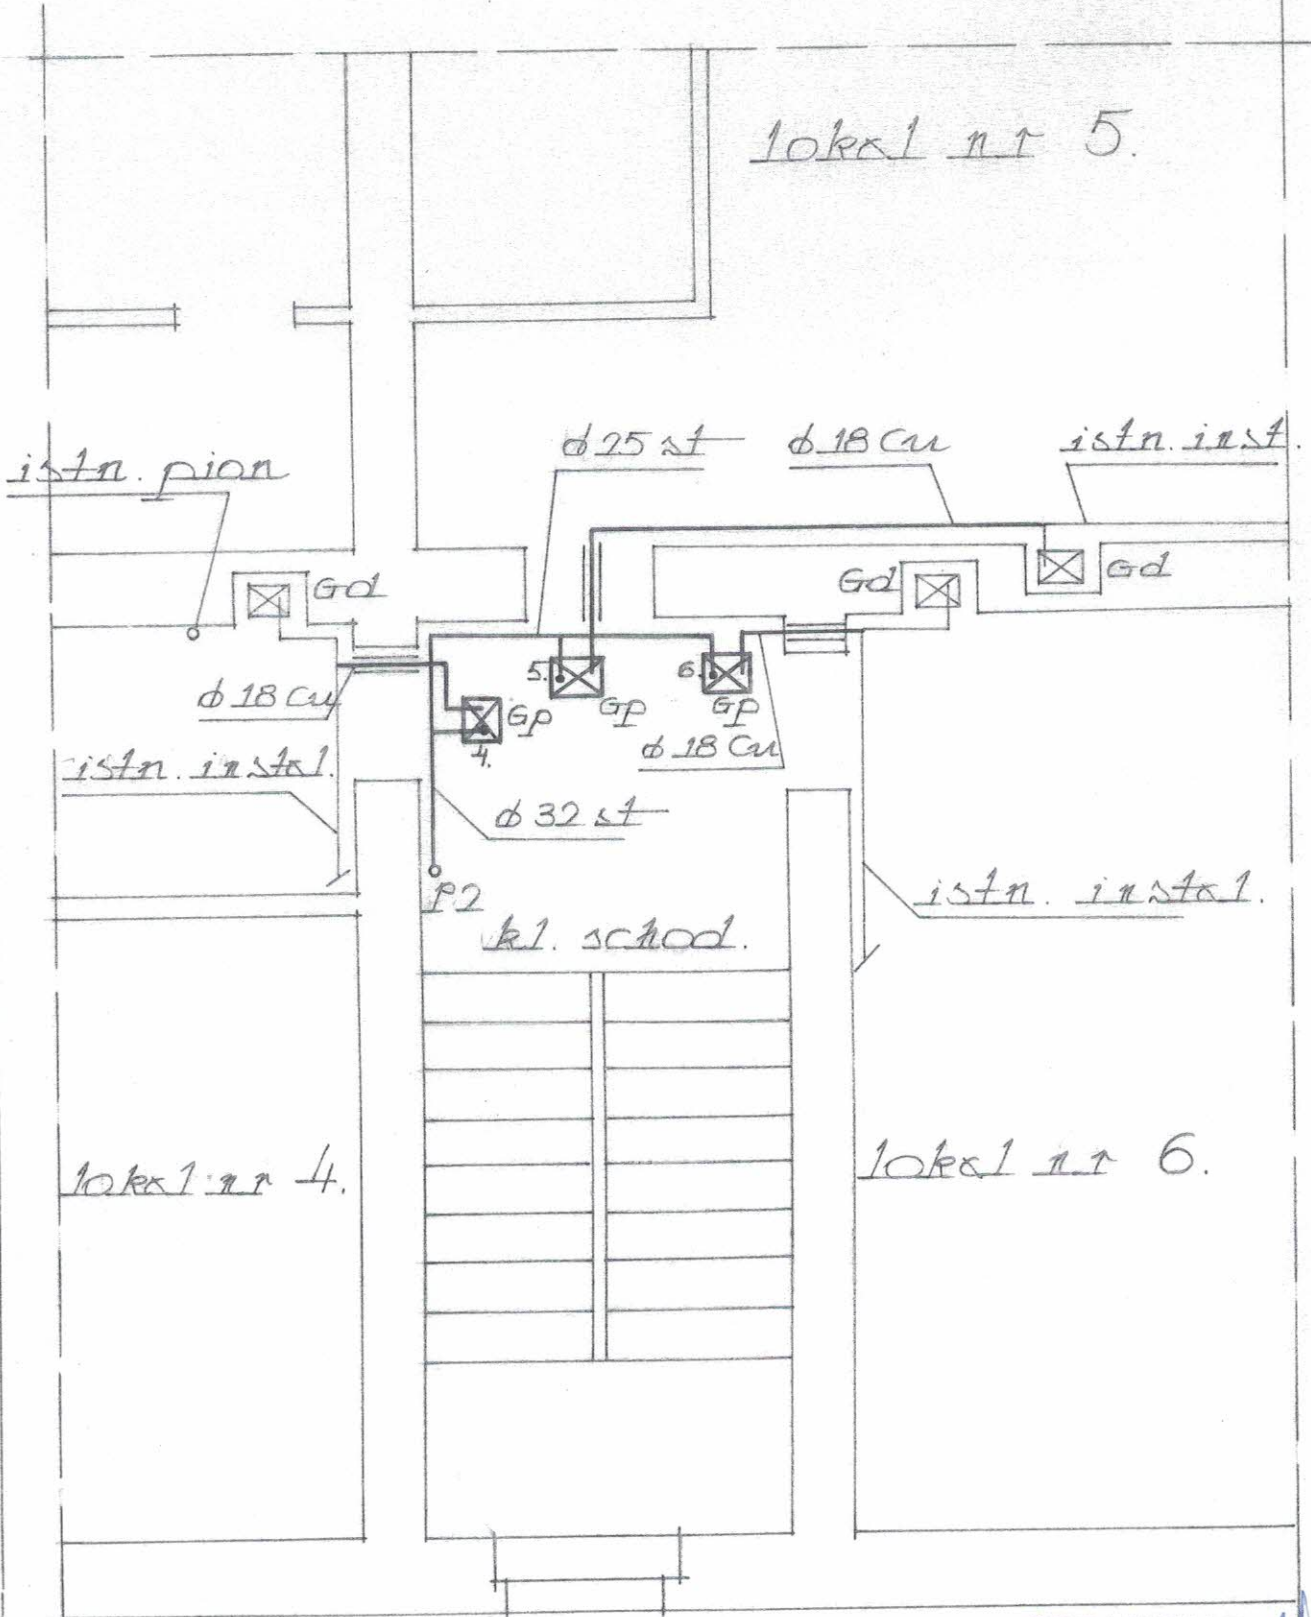 lokal nr 5.
istn. pion
ϕ 25 st
ϕ 18 Cu
istn. inst.
Gd
Gd
Gd
5.
6.
ϕ 18 Cu
Gp
Gp
Gp
4.
ϕ 18 Cu
istn. instal.
ϕ 32 st
P2
istn. instal.
kl. schod.
lokal nr 4.
lokal nr 6.